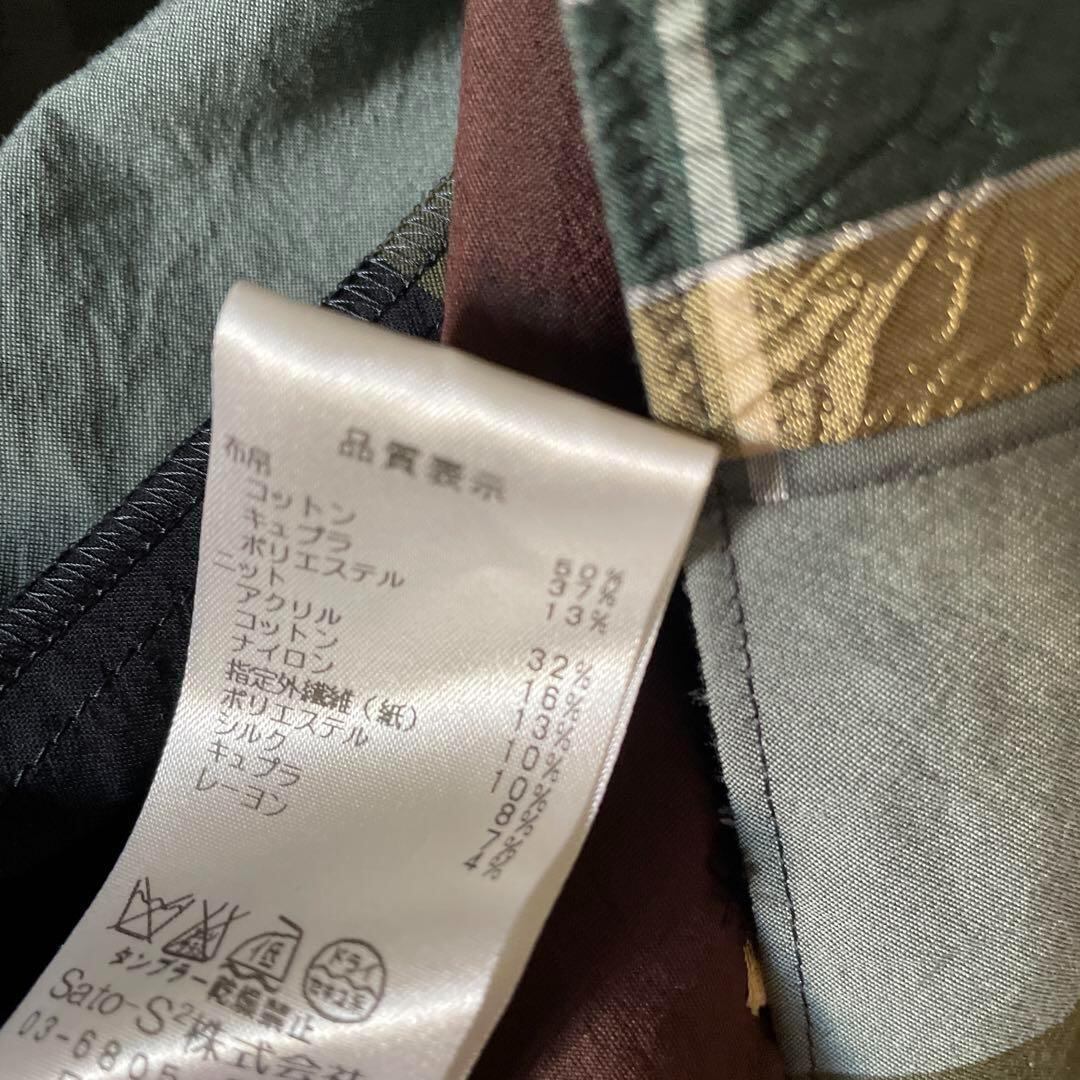 品質表示
布帛
コットン 50%
キュプラ 37%
ポリエステル 13%
ニット
アクリル 32%
コットン 16%
ナイロン 13%
指定外繊維(紙) 10%
ポリエステル 10%
シルク 8%
キュプラ 7%
レーヨン 4%
低 ドライ
タンブラー乾燥禁止
Sato-S²株式会社
03-6805